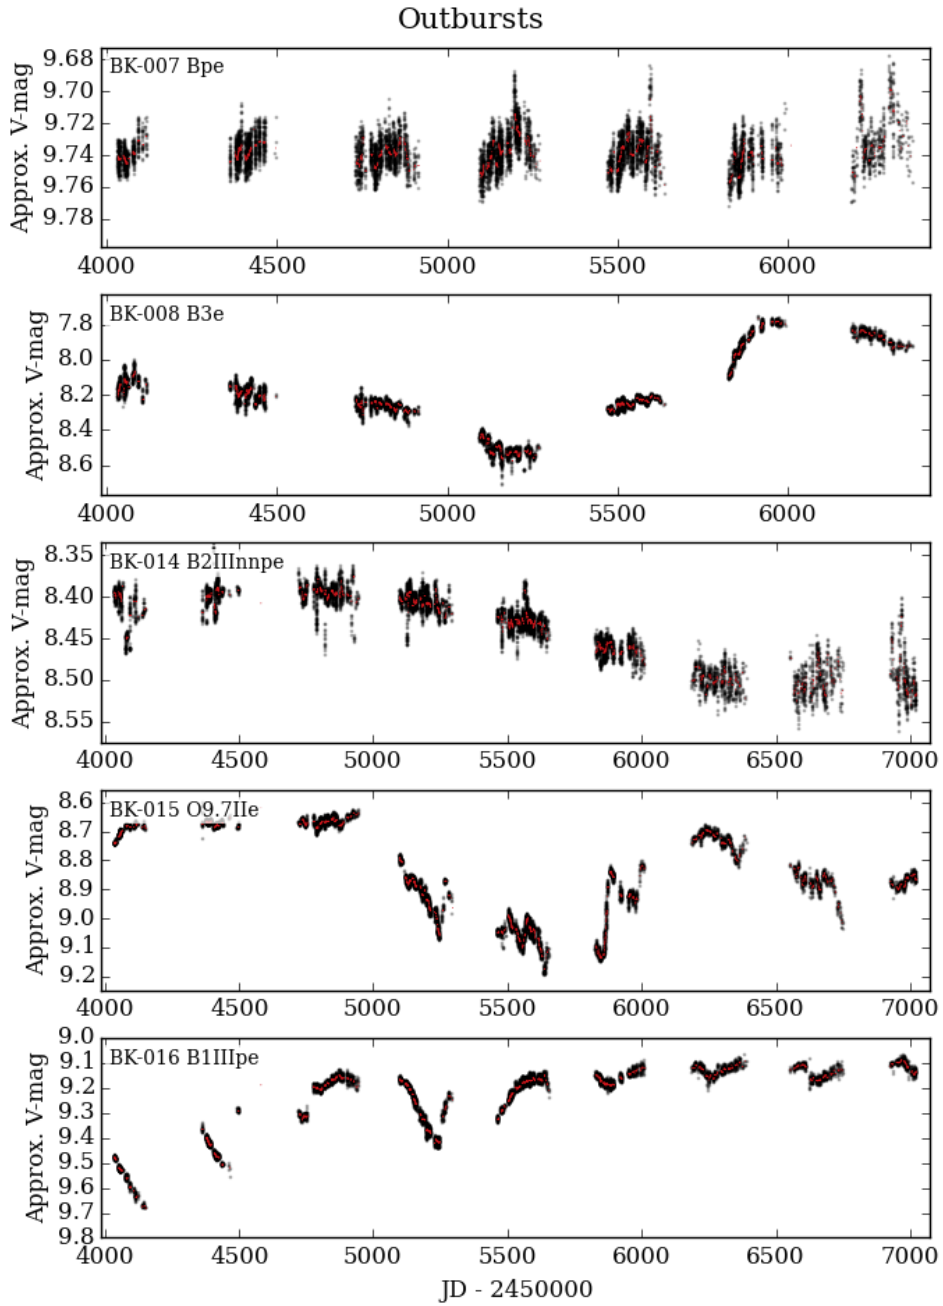 Outbursts
BK-007 Bpe
Approx. V-mag
9.68
9.70
9.72
9.74
9.76
9.78
4000 4500 5000 5500 6000
BK-008 B3e
Approx. V-mag
7.8
8.0
8.2
8.4
8.6
4000 4500 5000 5500 6000
BK-014 B2IIInnpe
Approx. V-mag
8.35
8.40
8.45
8.50
8.55
4000 4500 5000 5500 6000 6500 7000
BK-015 O9.7IIe
Approx. V-mag
8.6
8.7
8.8
8.9
9.0
9.1
9.2
4000 4500 5000 5500 6000 6500 7000
BK-016 B1IIIpe
Approx. V-mag
9.0
9.1
9.2
9.3
9.4
9.5
9.6
9.7
9.8
4000 4500 5000 5500 6000 6500 7000
JD - 2450000